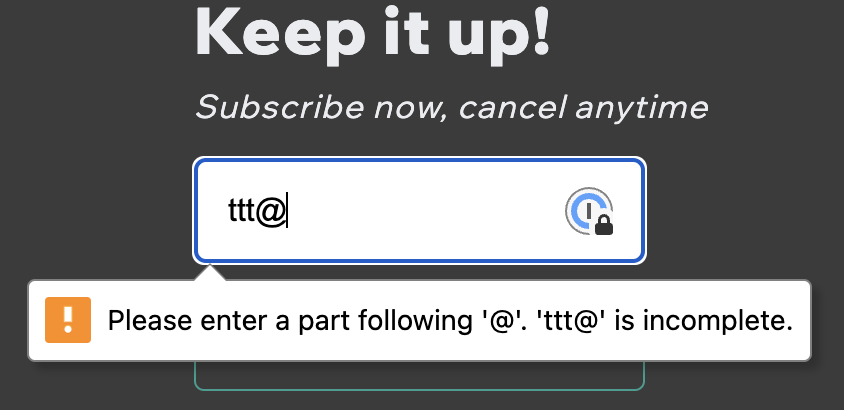 Keep it up!
Subscribe now, cancel anytime
ttt@
Please enter a part following '@'. 'ttt@' is incomplete.